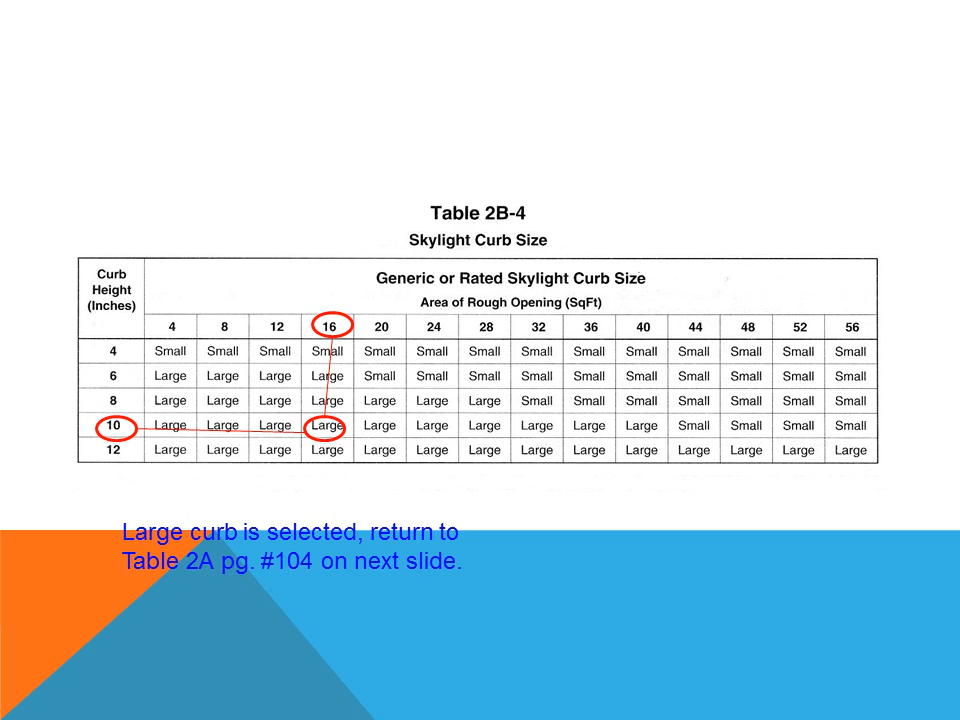 Table 2B-4
Skylight Curb Size
Curb Height (Inches) Generic or Rated Skylight Curb Size
Area of Rough Opening (SqFt)
4 8 12 16 20 24 28 32 36 40 44 48 52 56
4 Small Small Small Small Small Small Small Small Small Small Small Small Small Small
6 Large Large Large Large Small Small Small Small Small Small Small Small Small Small
8 Large Large Large Large Large Large Large Small Small Small Small Small Small Small
10 Large Large Large Large Large Large Large Large Large Large Small Small Small Small
12 Large Large Large Large Large Large Large Large Large Large Large Large Large Large
Large curb is selected, return to
Table 2A pg. #104 on next slide.